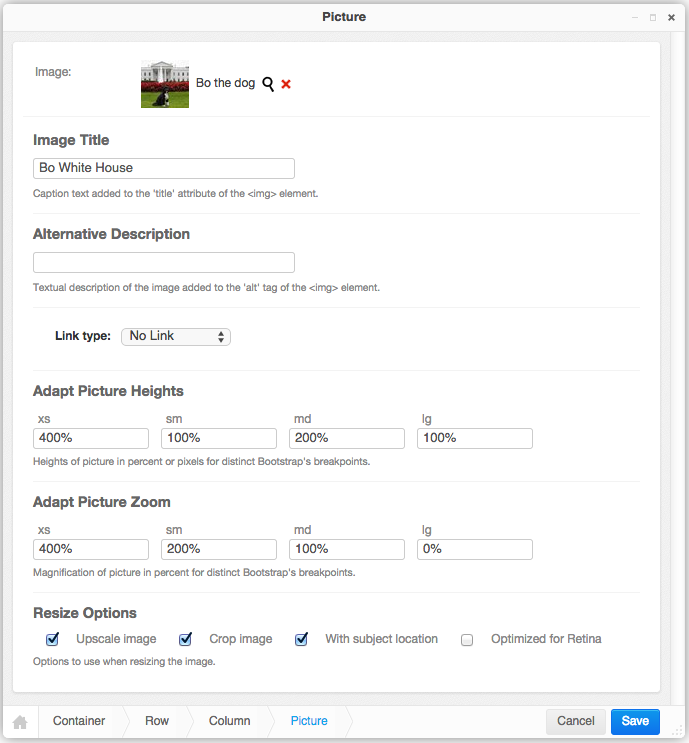 Picture
Image:
Bo the dog
Image Title
Bo White House
Caption text added to the 'title' attribute of the <img> element.
Alternative Description
Textual description of the image added to the 'alt' tag of the <img> element.
Link type: No Link
Adapt Picture Heights
xs sm md lg
400% 100% 200% 100%
Heights of picture in percent or pixels for distinct Bootstrap's breakpoints.
Adapt Picture Zoom
xs sm md lg
400% 200% 100% 0%
Magnification of picture in percent for distinct Bootstrap's breakpoints.
Resize Options
Upscale image Crop image With subject location Optimized for Retina
Options to use when resizing the image.
Container Row Column Picture Cancel Save